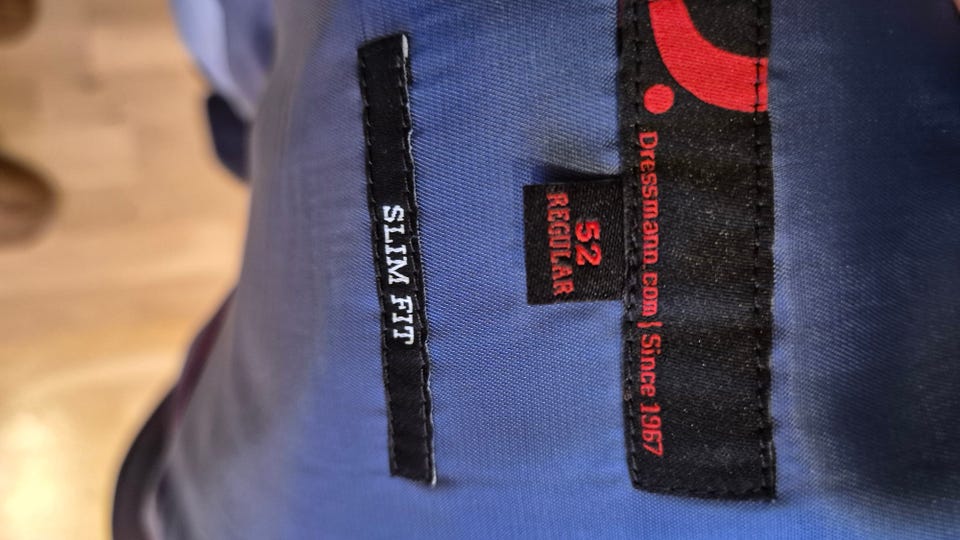 Dressmann.com | Since 1967
52
REGULAR
SLIM FIT